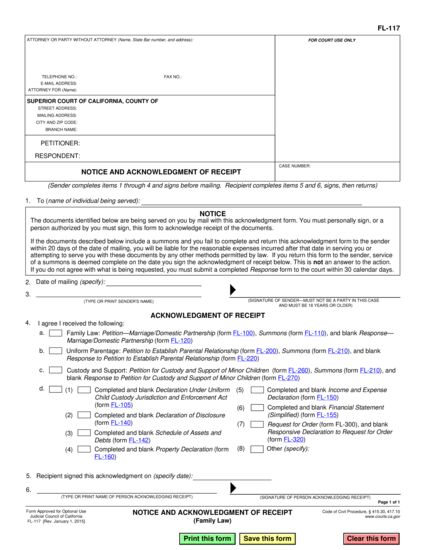 FL-117
ATTORNEY OR PARTY WITHOUT ATTORNEY (Name, State Bar number, and address):
FOR COURT USE ONLY
TELEPHONE NO.: FAX NO.:
E-MAIL ADDRESS:
ATTORNEY FOR (Name):
SUPERIOR COURT OF CALIFORNIA, COUNTY OF
STREET ADDRESS:
MAILING ADDRESS:
CITY AND ZIP CODE:
BRANCH NAME:
PETITIONER:
RESPONDENT:
NOTICE AND ACKNOWLEDGMENT OF RECEIPT
CASE NUMBER:
(Sender completes items 1 through 4 and signs before mailing. Recipient completes items 5 and 6, signs, then returns)
1. To (name of individual being served):
NOTICE
The documents identified below are being served on you by mail with this acknowledgment form. You must personally sign, or a
person authorized by you must sign, this form to acknowledge receipt of the documents.
If the documents described below include a summons and you fail to complete and return this acknowledgment form to the sender
within 20 days of the date of mailing, you will be liable for the reasonable expenses incurred after that date in serving you or
attempting to serve you with these documents by any other methods permitted by law. If you return this form to the sender, service
of a summons is deemed complete on the date you sign the acknowledgment of receipt below. This is not an answer to the action.
If you do not agree with what is being requested, you must submit a completed Response form to the court within 30 calendar days.
2. Date of mailing (specify):
3.
(TYPE OR PRINT SENDER'S NAME)
(SIGNATURE OF SENDER—MUST NOT BE A PARTY IN THIS CASE
AND MUST BE 18 YEARS OR OLDER)
ACKNOWLEDGMENT OF RECEIPT
4. I agree I received the following:
a. Family Law: Petition—Marriage/Domestic Partnership (form FL-100), Summons (form FL-110), and blank Response—
Marriage/Domestic Partnership (form FL-120)
b. Uniform Parentage: Petition to Establish Parental Relationship (form FL-200), Summons (form FL-210), and blank
Response to Petition to Establish Parental Relationship (form FL-220)
c. Custody and Support: Petition for Custody and Support of Minor Children (form FL-260), Summons (form FL-210), and
blank Response to Petition for Custody and Support of Minor Children (form FL-270)
d. (1) Completed and blank Declaration Under Uniform
Child Custody Jurisdiction and Enforcement Act
(form FL-105)
(2) Completed and blank Declaration of Disclosure
(form FL-140)
(3) Completed and blank Schedule of Assets and
Debts (form FL-142)
(4) Completed and blank Property Declaration (form
FL-160)
(5) Completed and blank Income and Expense
Declaration (form FL-150)
(6) Completed and blank Financial Statement
(Simplified) (form FL-155)
(7) Request for Order (form FL-300), and blank
Responsive Declaration to Request for Order
(form FL-320)
(8) Other (specify):
5. Recipient signed this acknowledgment on (specify date):
6.
(TYPE OR PRINT NAME OF PERSON ACKNOWLEDGING RECEIPT)
(SIGNATURE OF PERSON ACKNOWLEDGING RECEIPT)
Page 1 of 1
Form Approved for Optional Use
Judicial Council of California
FL-117 [Rev. January 1, 2015]
NOTICE AND ACKNOWLEDGMENT OF RECEIPT
(Family Law)
Code of Civil Procedure, § 415.30, 417.10
www.courts.ca.gov
Print this form
Save this form
Clear this form